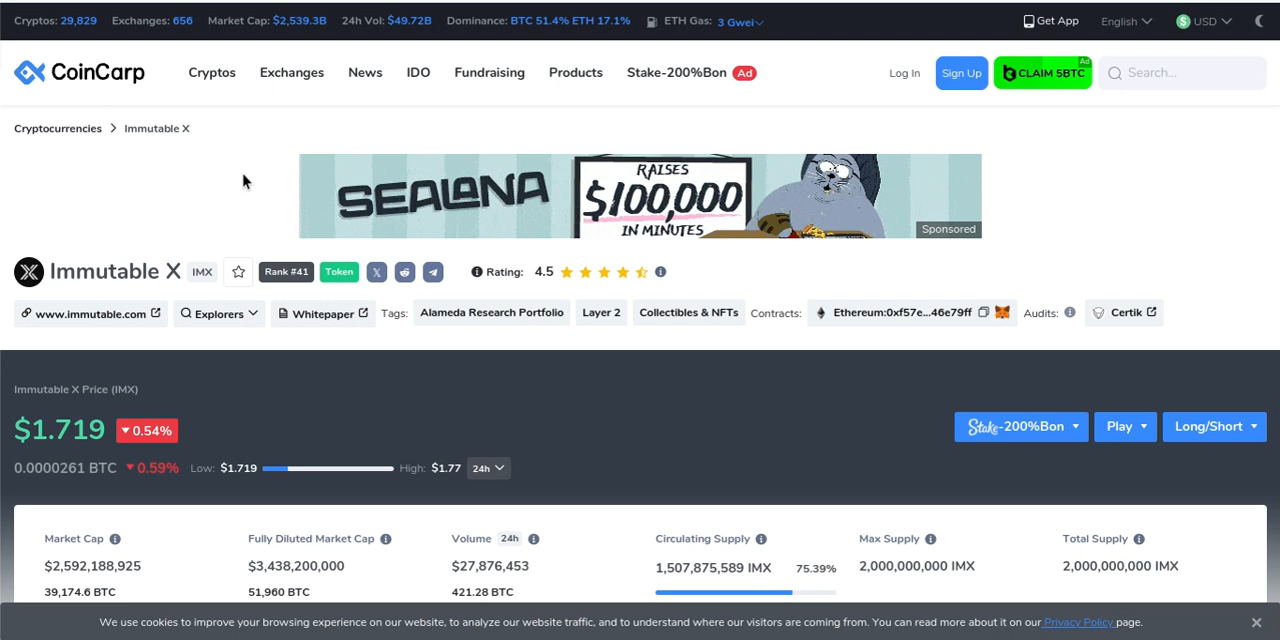 Cryptos: 29,829 Exchanges: 656 Market Cap: $2,539.3B 24h Vol: $49.72B Dominance: BTC 51.4% ETH 17.1% ETH Gas: 3 Gwei Get App English USD
CoinCarp Cryptos Exchanges News IDO Fundraising Products Stake-200%Bon Ad Log In Sign Up CLAIM 5BTC Ad Search...
Cryptocurrencies > Immutable X
SEALANA RAISES
$100,000
IN MINUTES
Sponsored
Immutable X IMX Rank #41 Token Rating: 4.5
www.immutable.com Explorers Whitepaper Tags: Alameda Research Portfolio Layer 2 Collectibles & NFTs Contracts: Ethereum:0xf57e...46e79ff Audits: Certik
Immutable X Price (IMX)
$1.719 0.54% Stake-200%Bon Play Long/Short
0.0000261 BTC 0.59% Low: $1.719 High: $1.77 24h
Market Cap Fully Diluted Market Cap Volume 24h Circulating Supply Max Supply Total Supply
$2,592,188,925 $3,438,200,000 $27,876,453 1,507,875,589 IMX 75.39% 2,000,000,000 IMX 2,000,000,000 IMX
39,174.6 BTC 51,960 BTC 421.28 BTC
We use cookies to improve your browsing experience on our website, to analyze our website traffic, and to understand where our visitors are coming from. You can read more about it on our Privacy Policy page.